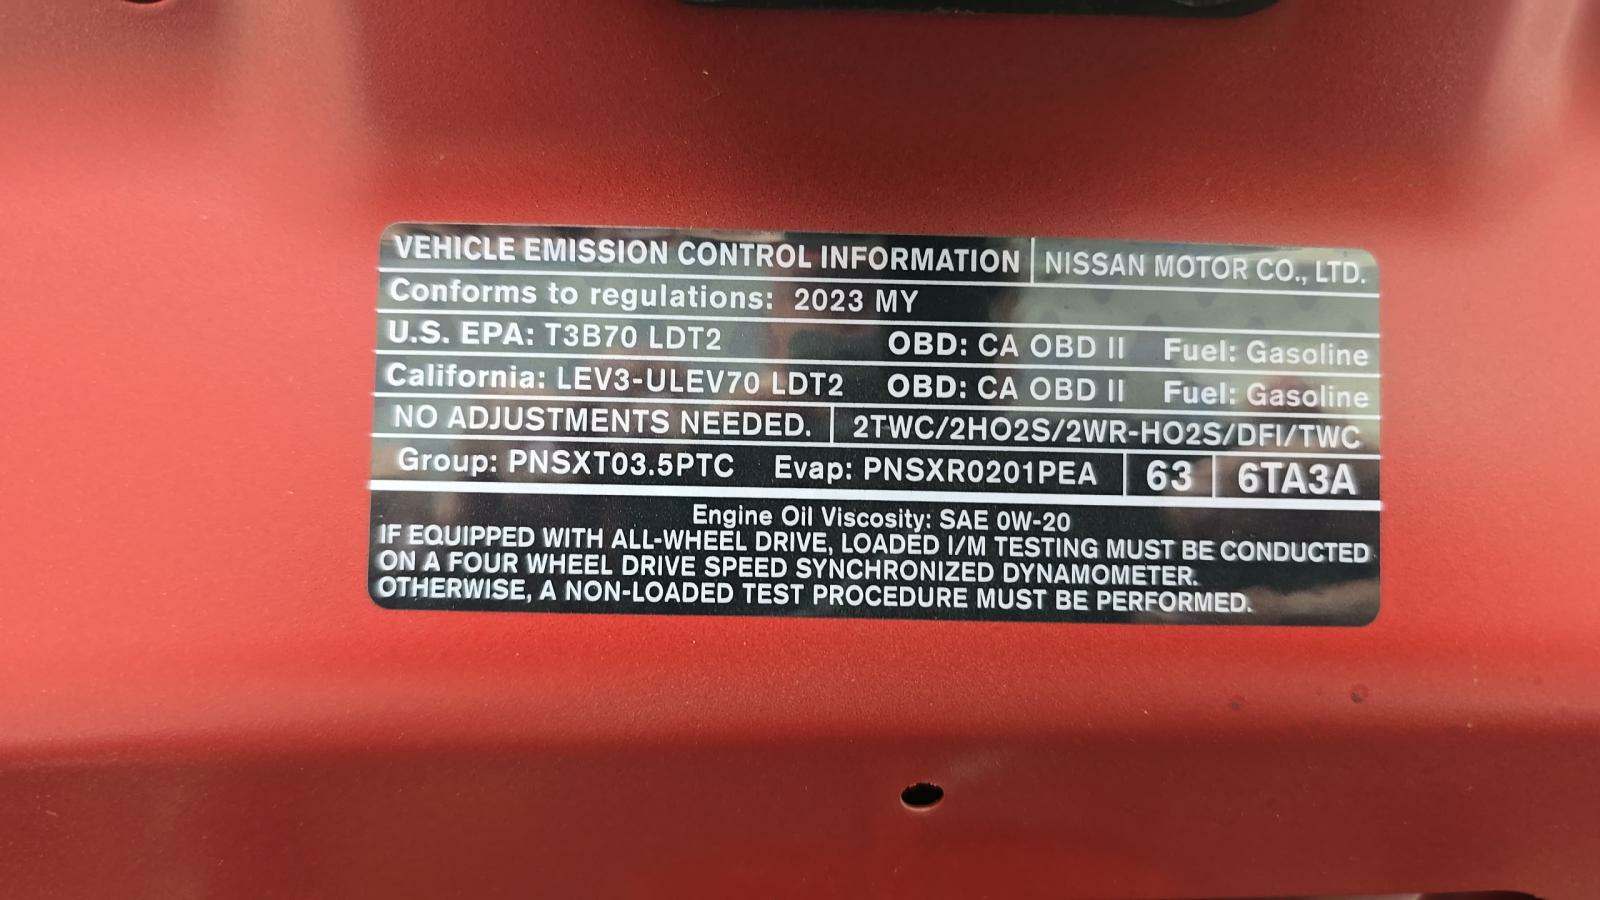 VEHICLE EMISSION CONTROL INFORMATION NISSAN MOTOR CO., LTD.
Conforms to regulations: 2023 MY
U.S. EPA: T3B70 LDT2 OBD: CA OBD II Fuel: Gasoline
California: LEV3-ULEV70 LDT2 OBD: CA OBD II Fuel: Gasoline
NO ADJUSTMENTS NEEDED. 2TWC/2HO2S/2WR-HO2S/DFI/TWC
Group: PNSXT03.5PTC Evap: PNSXR0201PEA 63 6TA3A
Engine Oil Viscosity: SAE 0W-20
IF EQUIPPED WITH ALL-WHEEL DRIVE, LOADED I/M TESTING MUST BE CONDUCTED
ON A FOUR WHEEL DRIVE SPEED SYNCHRONIZED DYNAMOMETER.
OTHERWISE, A NON-LOADED TEST PROCEDURE MUST BE PERFORMED.